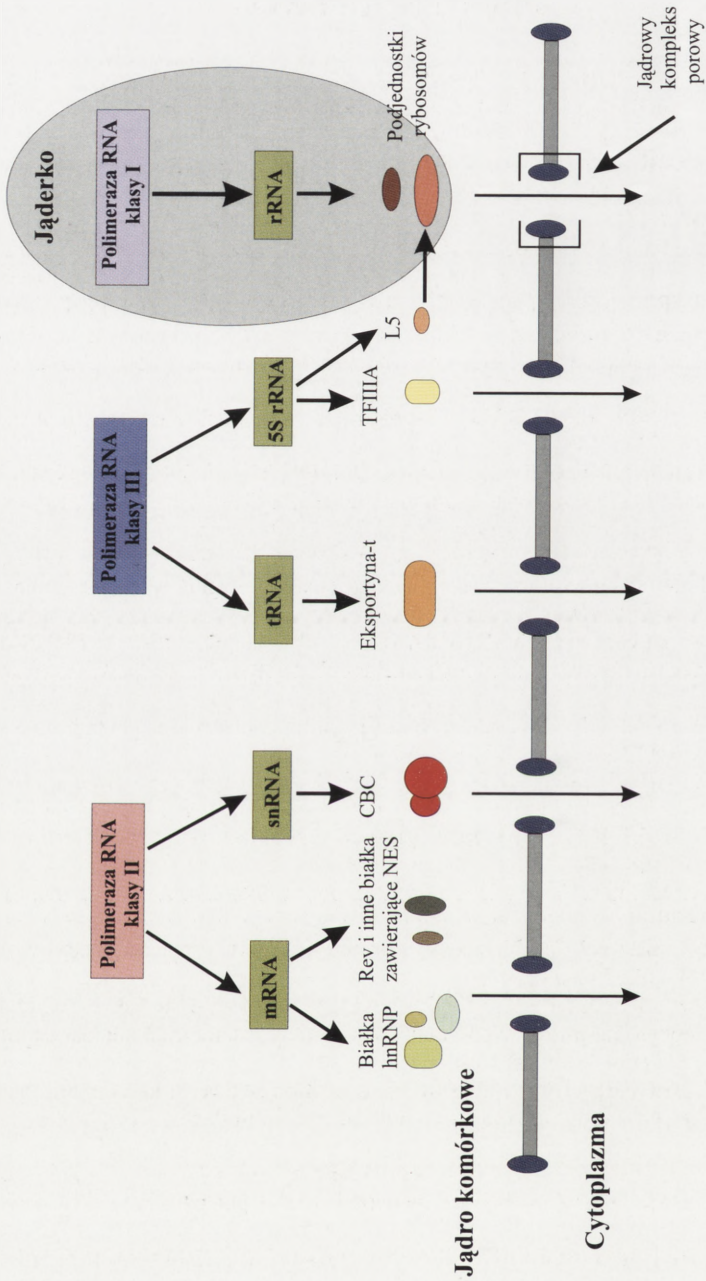 Polimeraza RNA
klasy II
Polimeraza RNA
klasy III
Jąderko
Polimeraza RNA
klasy I
mRNA
snRNA
tRNA
5S rRNA
rRNA
Białka
hnRNP
Rev i inne białka
zawierające NES
CBC
Eksportyna-t
TFIIIA
L5
Podjednostki
rybosomów
Jądro komórkowe
Cytoplazma
Jądrowy
kompleks
porowy